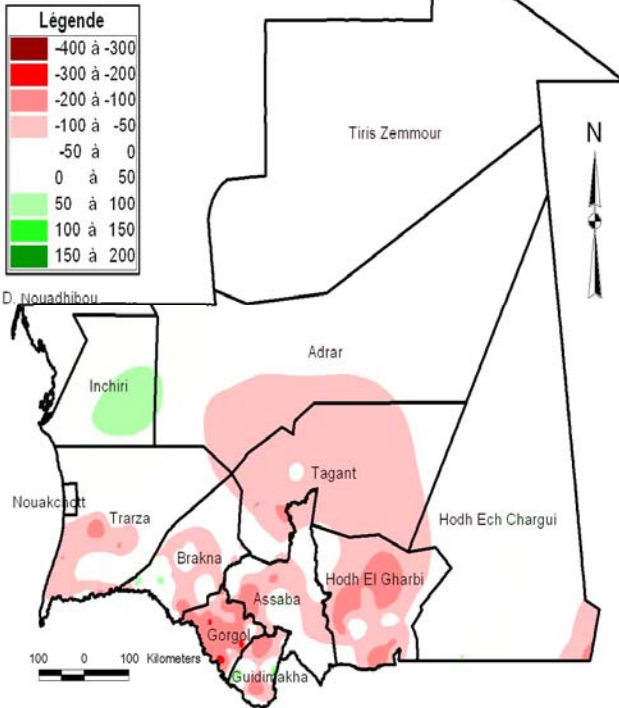 Légende
-400 à -300
-300 à -200
-200 à -100
-100 à -50
-50 à 0
0 à 50
50 à 100
100 à 150
150 à 200
Tiris Zemmour
N
D. Nouadhibou
Adrar
Inchiri
Tagant
Nouakchott
Trarza
Hodh Ech Chargui
Brakna
Hodh El Gharbi
Assaba
Gorgol
100 0 100 Kilometers
Guidimakha